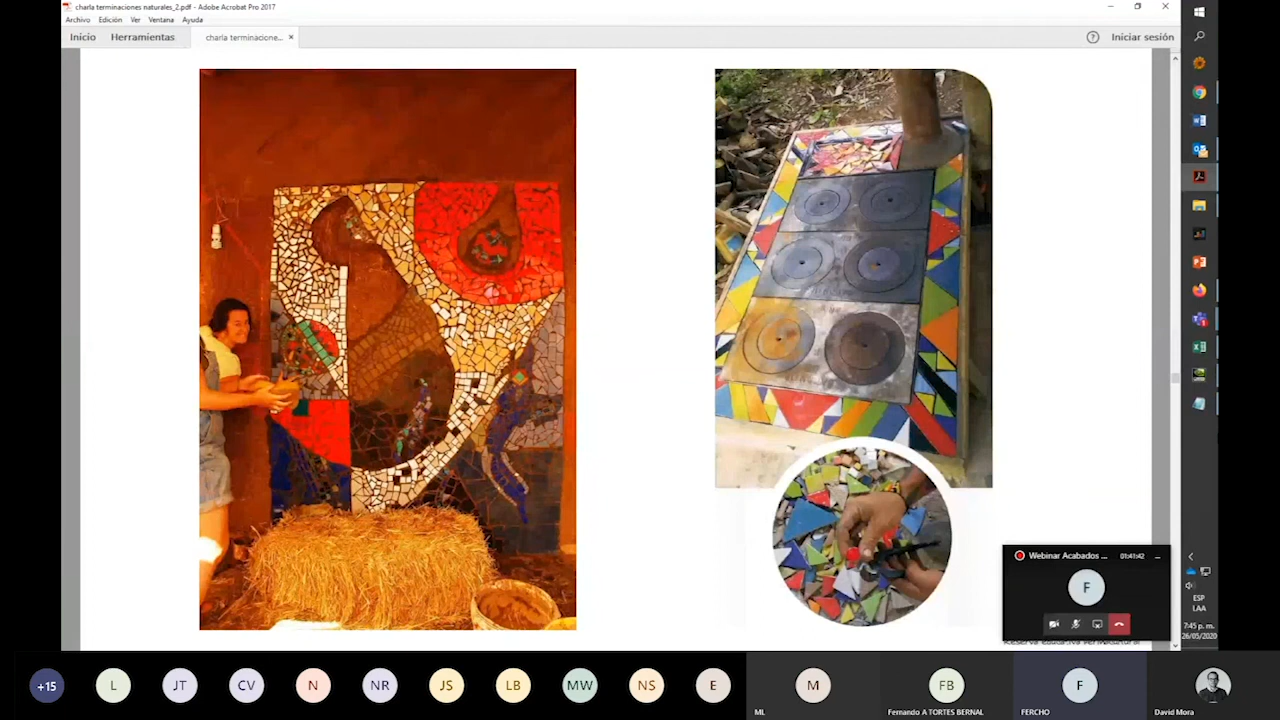 charla terminaciones naturales_2.pdf - Adobe Acrobat Pro 2017
Archivo Edición Ver Ventana Ayuda
Inicio Herramientas charla terminacione... ×
? Iniciar sesión
Webinar Acabados ... 01:41:42
F
ESP
LAA
7:45 p. m.
26/05/2020
+15 L JT CV N NR JS LB MW NS E M FB F
ML Fernando A TORTES BERNAL FERCHO David Mora